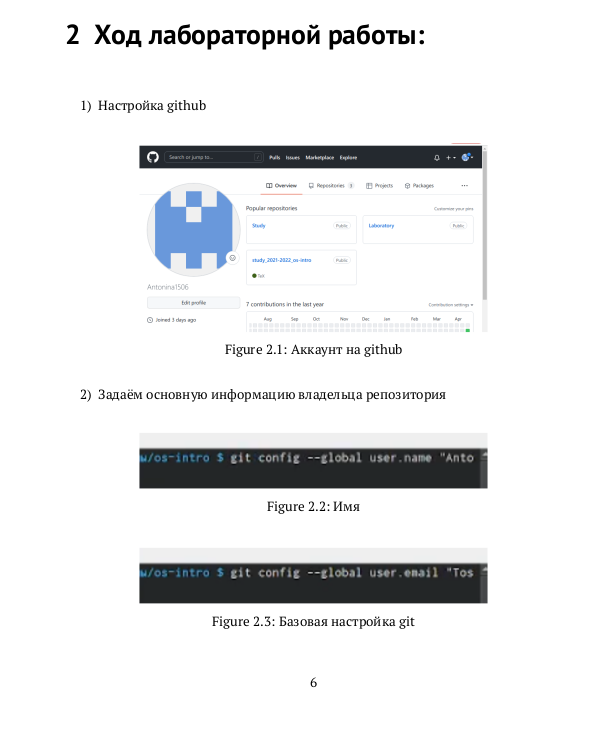 2 Ход лабораторной работы:
1) Настройка github
Search or jump to... /
Pulls Issues Marketplace Explore
Overview Repositories 3 Projects Packages
Popular repositories
Customize your pins
Study Public
Laboratory Public
study_2021-2022_os-intro Public
Antonina1506
Edit profile
7 contributions in the last year
Contribution settings
Joined 3 days ago
Aug Sep Oct Nov Dec Jan Feb Mar Apr
Figure 2.1: Аккаунт на github
2) Задаём основную информацию владельца репозитория
w/os-intro $ git config --global user.name "Anto
Figure 2.2: Имя
w/os-intro $ git config --global user.email "Tos
Figure 2.3: Базовая настройка git
6